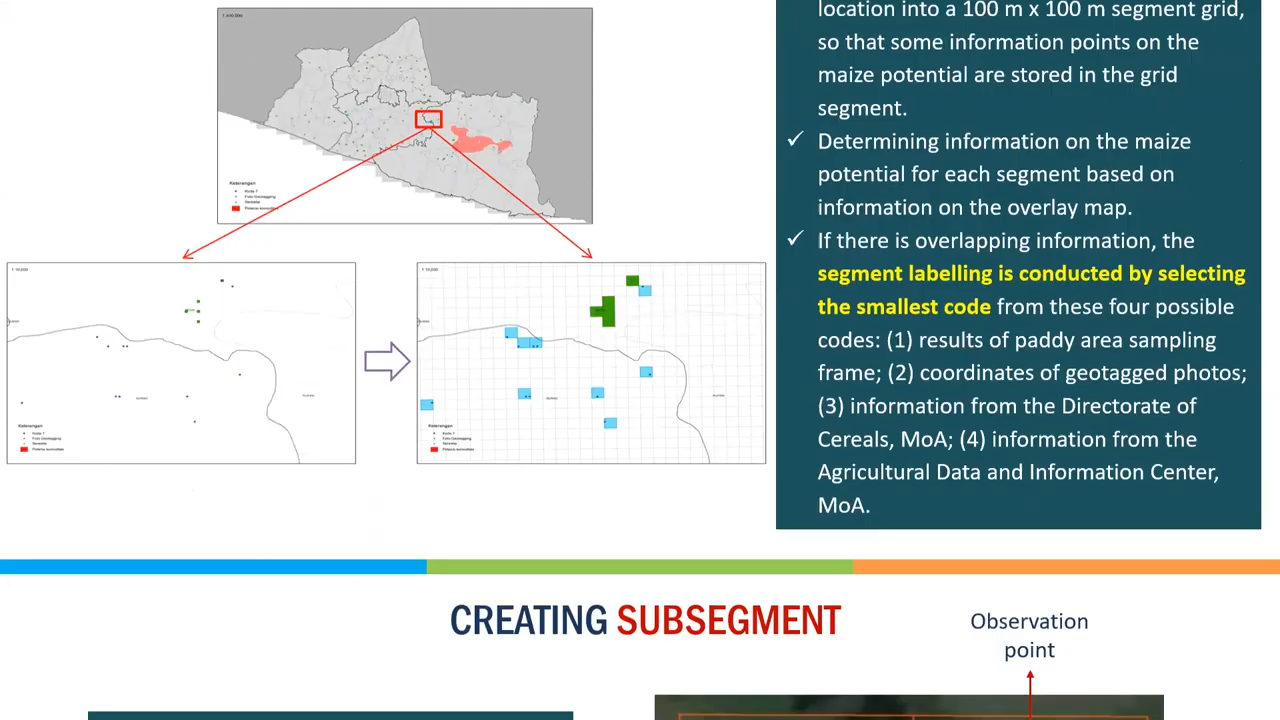 location into a 100 m x 100 m segment grid,
so that some information points on the
maize potential are stored in the grid
segment.
✓ Determining information on the maize
potential for each segment based on
information on the overlay map.
✓ If there is overlapping information, the
segment labelling is conducted by selecting
the smallest code from these four possible
codes: (1) results of paddy area sampling
frame; (2) coordinates of geotagged photos;
(3) information from the Directorate of
Cereals, MoA; (4) information from the
Agricultural Data and Information Center,
MoA.
Keterangan
Keterangan
Keterangan
CREATING SUBSEGMENT
Observation
point